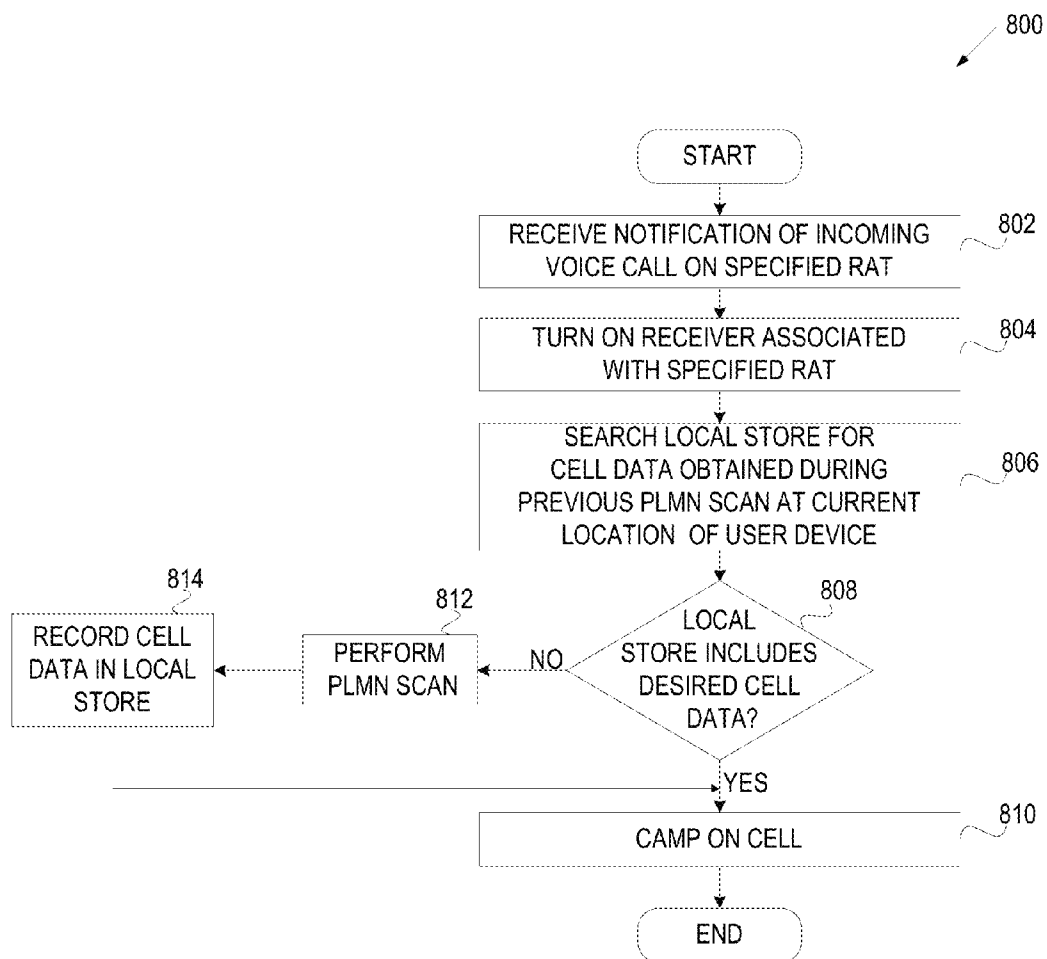 800
START
RECEIVE NOTIFICATION OF INCOMING
VOICE CALL ON SPECIFIED RAT
802
TURN ON RECEIVER ASSOCIATED
WITH SPECIFIED RAT
804
SEARCH LOCAL STORE FOR
CELL DATA OBTAINED DURING
PREVIOUS PLMN SCAN AT CURRENT
LOCATION OF USER DEVICE
806
LOCAL
STORE INCLUDES
DESIRED CELL
DATA?
808
NO
PERFORM
PLMN SCAN
812
RECORD CELL
DATA IN LOCAL
STORE
814
YES
CAMP ON CELL
810
END